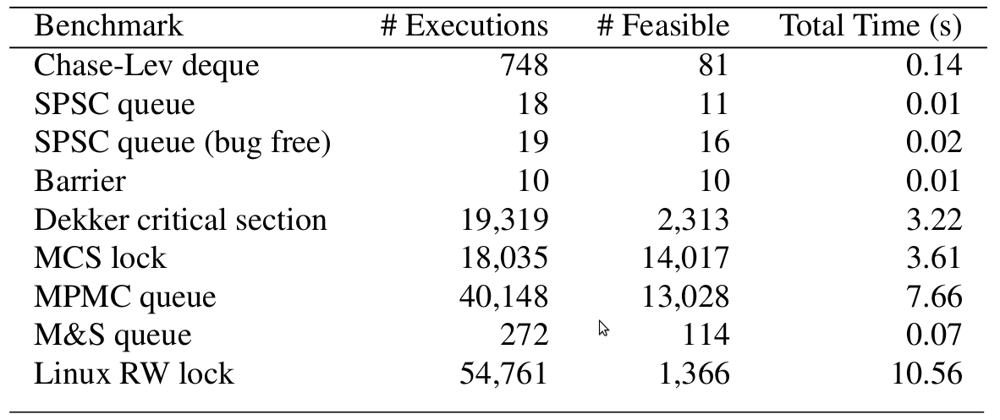 Benchmark # Executions # Feasible Total Time (s)
Chase-Lev deque 748 81 0.14
SPSC queue 18 11 0.01
SPSC queue (bug free) 19 16 0.02
Barrier 10 10 0.01
Dekker critical section 19,319 2,313 3.22
MCS lock 18,035 14,017 3.61
MPMC queue 40,148 13,028 7.66
M&S queue 272 114 0.07
Linux RW lock 54,761 1,366 10.56